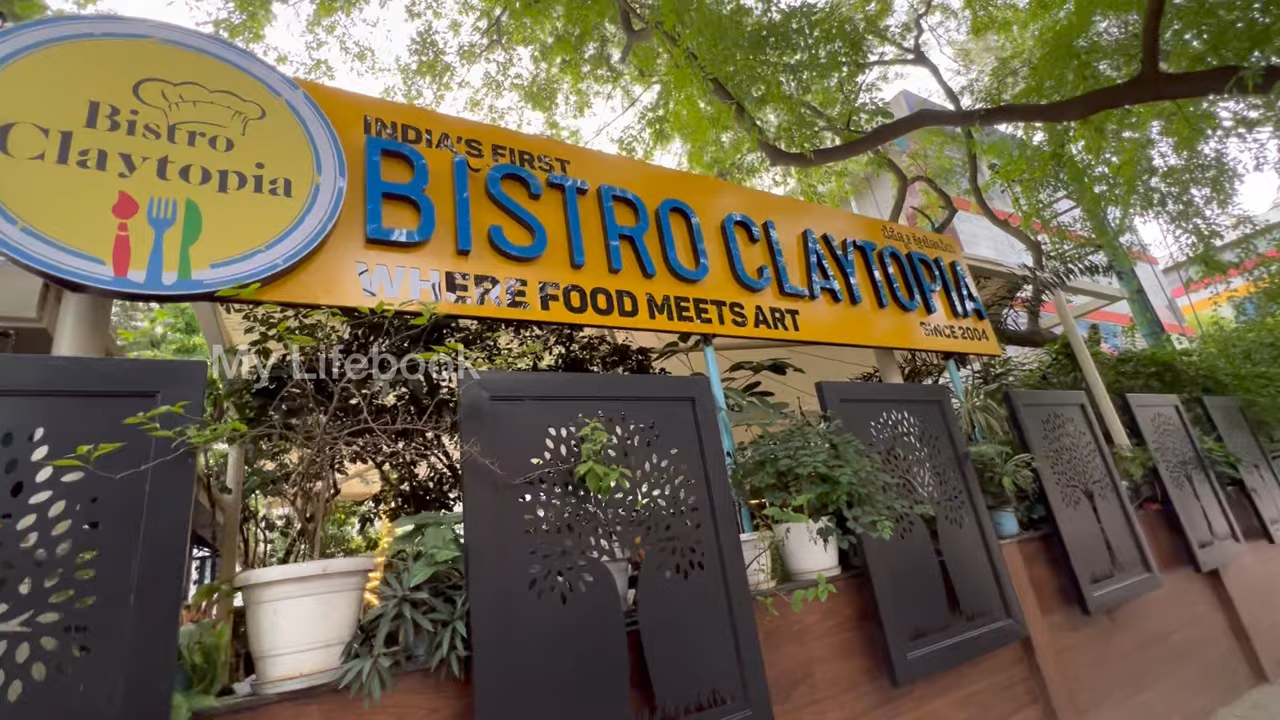 Bistro
Claytopia
INDIA'S FIRST
BISTRO CLAYTOPIA
ಬಿಸ್ಟ್ರೋ ಕ್ಲೇಟೋಪಿಯ
WHERE FOOD MEETS ART
SINCE 2004
My Lifebook